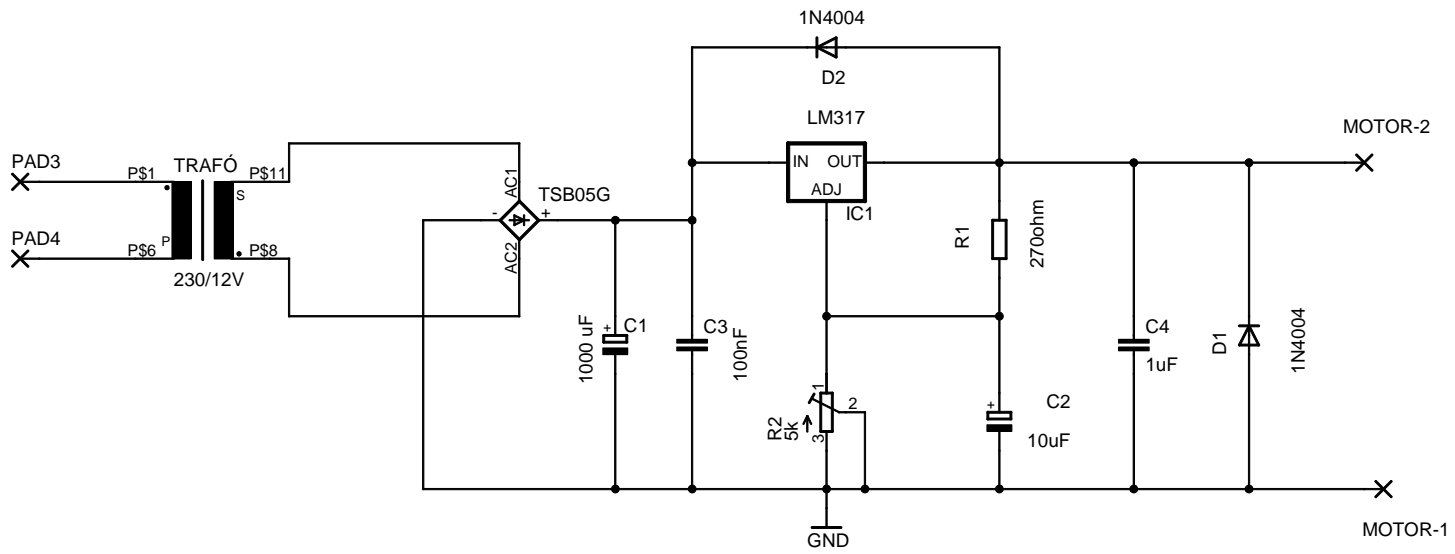 1N4004
D2
LM317
MOTOR-2
PAD3
P$1
TRAFÓ
P$11
IN
OUT
S
AC1
TSB05G
ADJ
-
+
IC1
R1
270ohm
PAD4
P$6
P
P$8
AC2
230/12V
+
C1
1000 uF
C3
100nF
C4
1uF
D1
1N4004
1
2
3
R2
5k
+
C2
10uF
GND
MOTOR-1